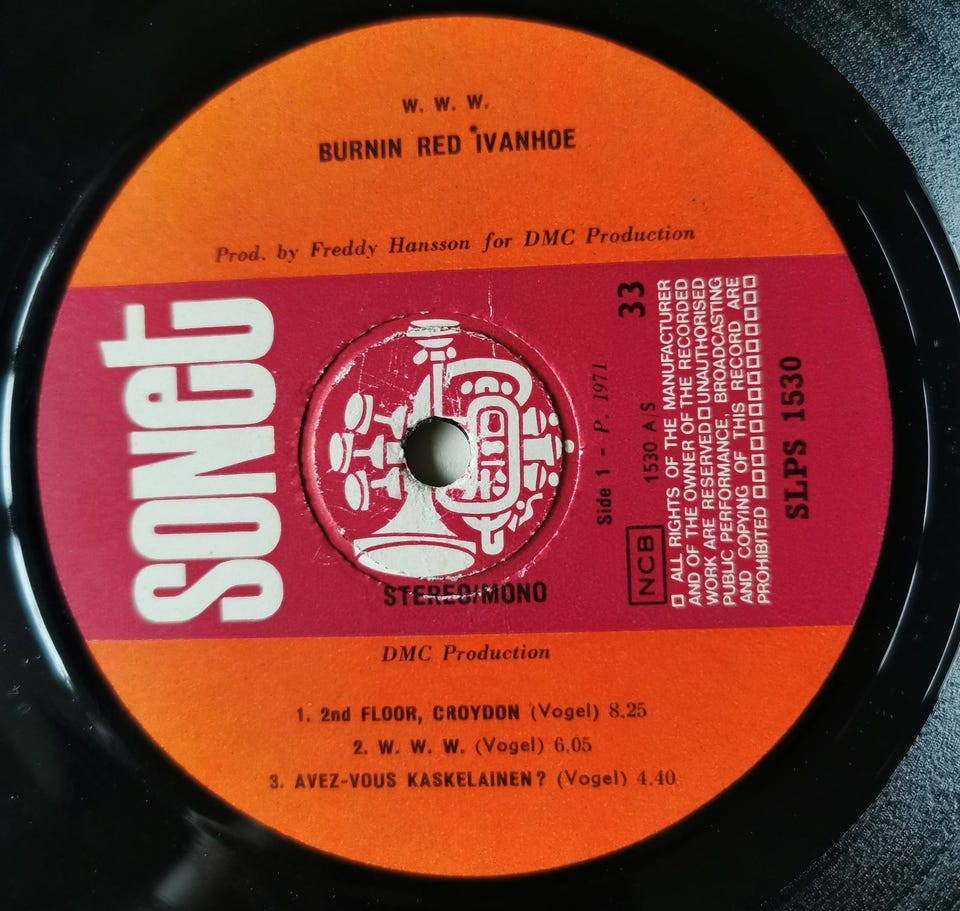 W. W. W.
BURNIN RED IVANHOE
Prod. by Freddy Hansson for DMC Production
sonet
STEREO/MONO
Side 1 - P. 1971
1530 A/S
33
NCB
□ ALL RIGHTS OF THE MANUFACTURER
AND OF THE OWNER OF THE RECORDED
WORK ARE RESERVED □ UNAUTHORISED
PUBLIC PERFORMANCE, BROADCASTING
AND COPYING OF THIS RECORD ARE
PROHIBITED □□□□□□□□□□□□□□
SLPS 1530
DMC Production
1. 2nd FLOOR, CROYDON (Vogel) 8.25
2. W. W. W. (Vogel) 6.05
3. AVEZ-VOUS KASKELAINEN? (Vogel) 4.40